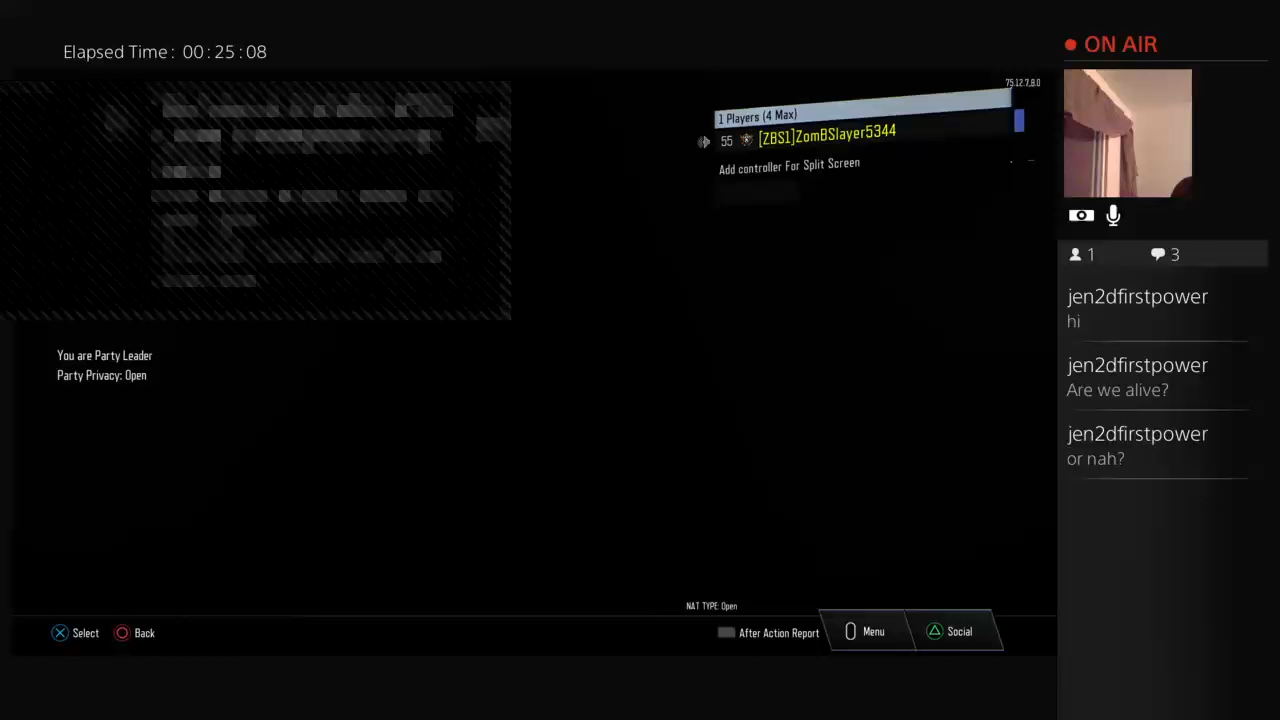 Elapsed Time: 00:25:08
ON AIR
75.12.7.8.0
1 Players (4 Max)
55 [ZBS1]ZomBSlayer5344
Add controller For Split Screen
1 3
jen2dfirstpower
hi
jen2dfirstpower
Are we alive?
jen2dfirstpower
or nah?
You are Party Leader
Party Privacy: Open
NAT TYPE: Open
Select Back After Action Report Menu Social